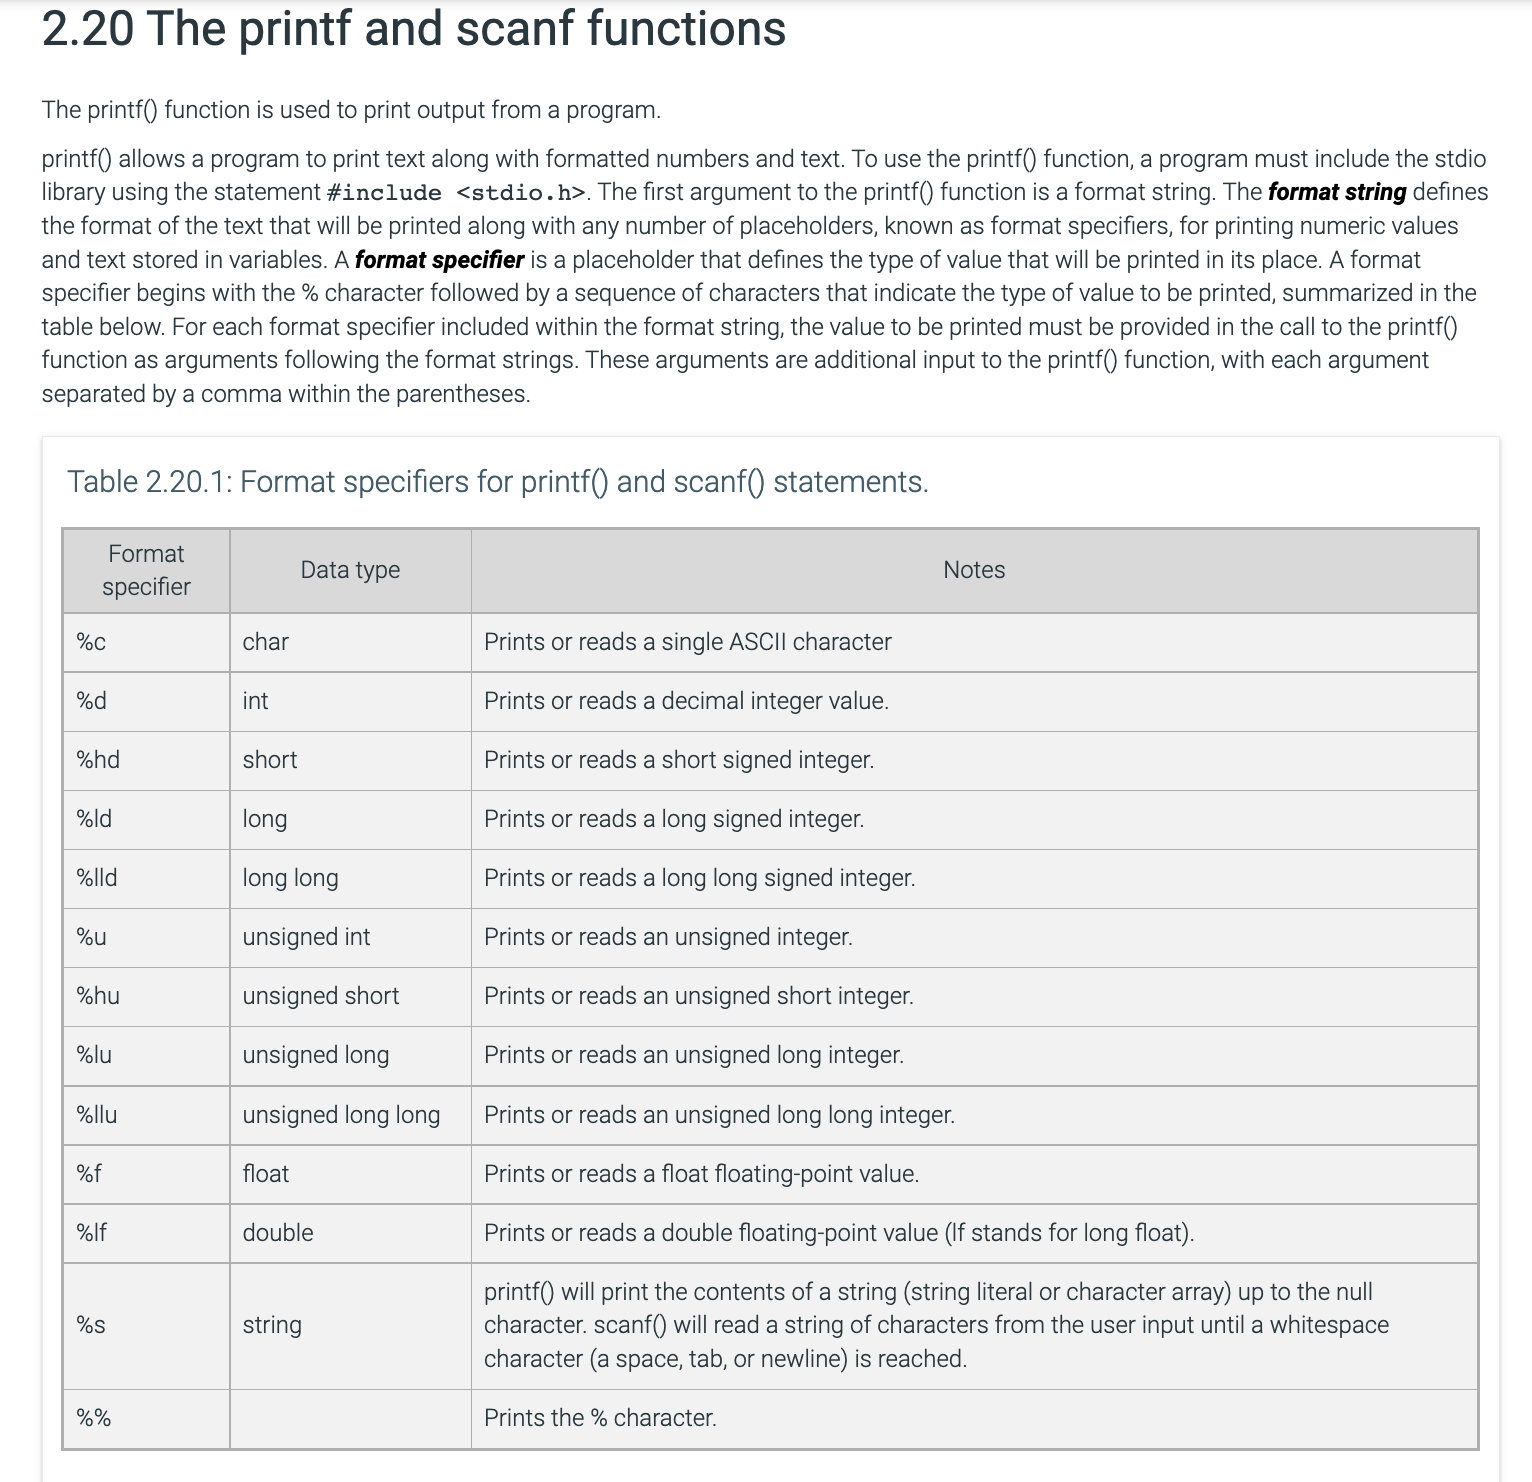 2.20 The printf and scanf functions
The printf() function is used to print output from a program.
printf() allows a program to print text along with formatted numbers and text. To use the printf() function, a program must include the stdio
library using the statement #include <stdio.h>. The first argument to the printf() function is a format string. The format string defines
the format of the text that will be printed along with any number of placeholders, known as format specifiers, for printing numeric values
and text stored in variables. A format specifier is a placeholder that defines the type of value that will be printed in its place. A format
specifier begins with the % character followed by a sequence of characters that indicate the type of value to be printed, summarized in the
table below. For each format specifier included within the format string, the value to be printed must be provided in the call to the printf()
function as arguments following the format strings. These arguments are additional input to the printf() function, with each argument
separated by a comma within the parentheses.
Table 2.20.1: Format specifiers for printf() and scanf() statements.
Format
specifier
Data type
Notes
%c char Prints or reads a single ASCII character
%d int Prints or reads a decimal integer value.
%hd short Prints or reads a short signed integer.
%ld long Prints or reads a long signed integer.
%lld long long Prints or reads a long long signed integer.
%u unsigned int Prints or reads an unsigned integer.
%hu unsigned short Prints or reads an unsigned short integer.
%lu unsigned long Prints or reads an unsigned long integer.
%llu unsigned long long Prints or reads an unsigned long long integer.
%f float Prints or reads a float floating-point value.
%lf double Prints or reads a double floating-point value (lf stands for long float).
%s string printf() will print the contents of a string (string literal or character array) up to the null
character. scanf() will read a string of characters from the user input until a whitespace
character (a space, tab, or newline) is reached.
%% Prints the % character.